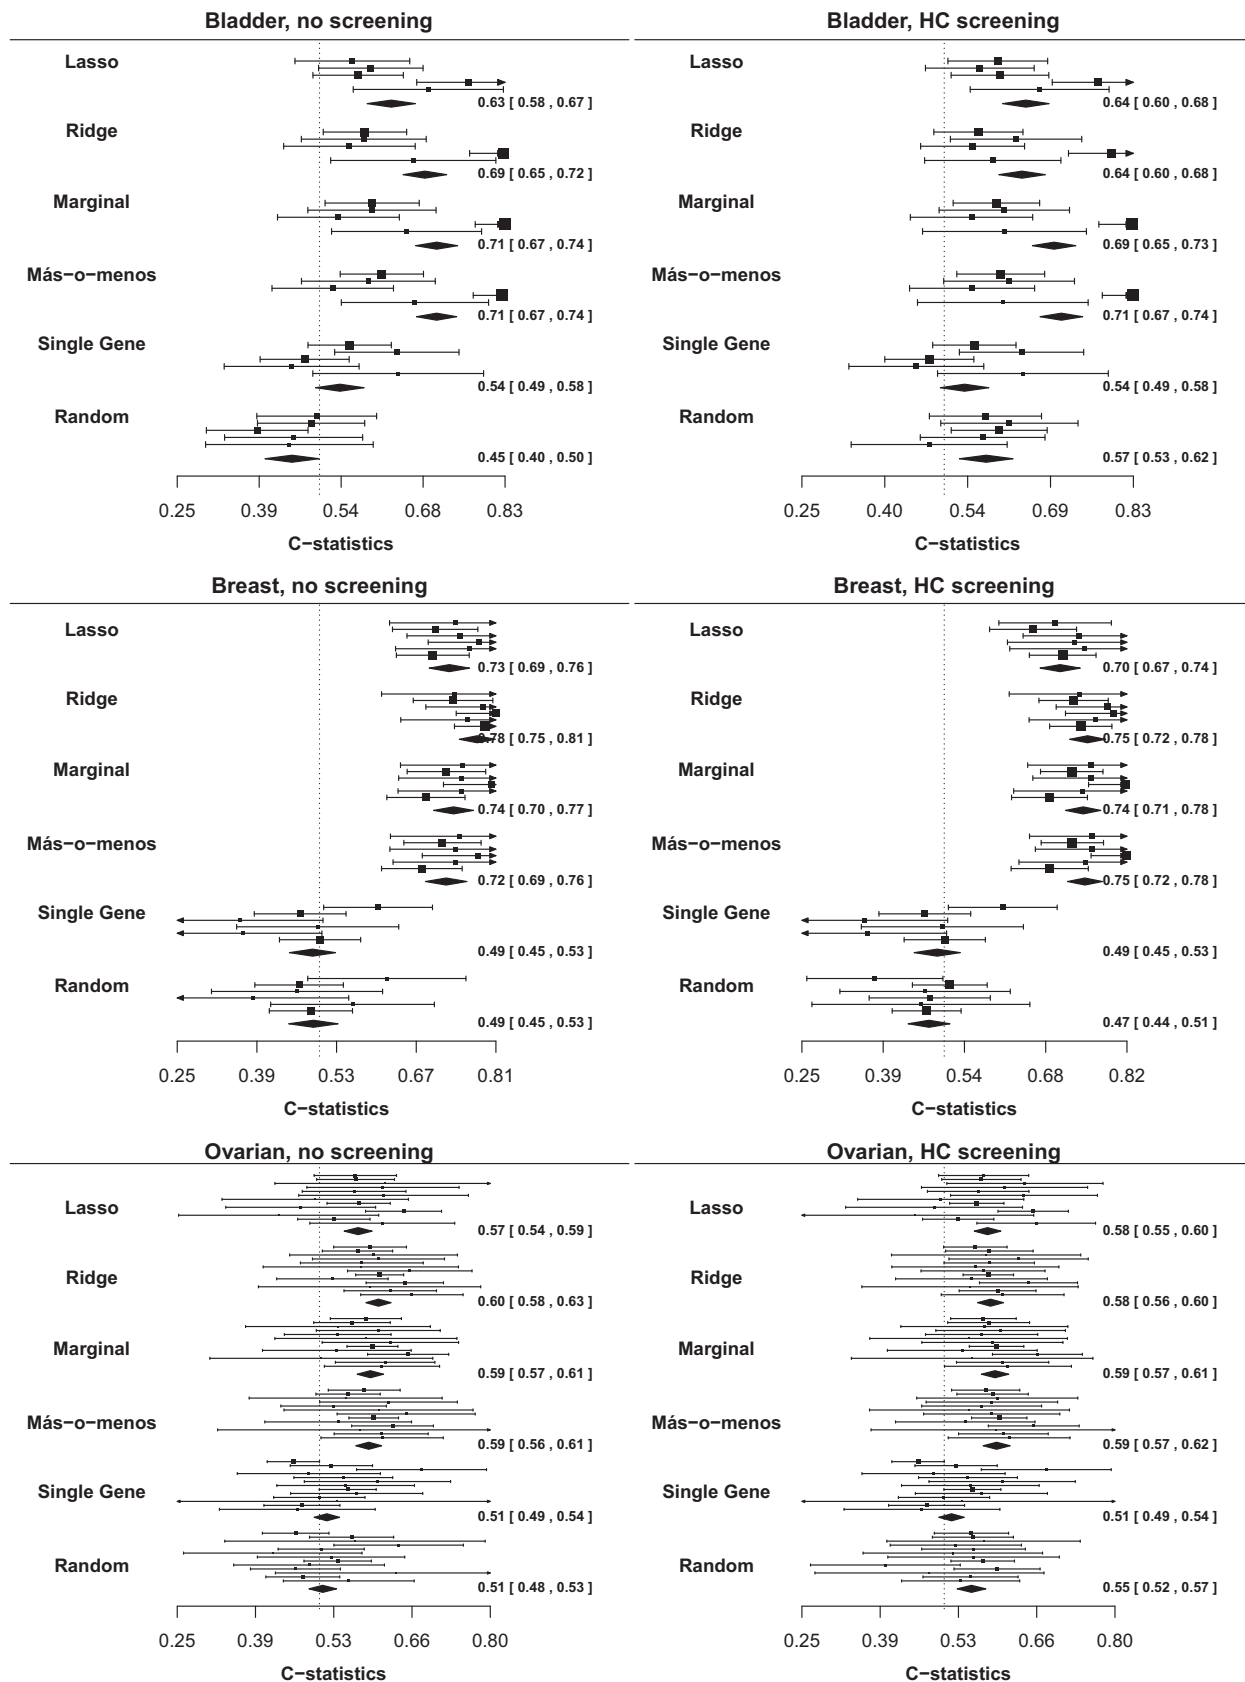 Bladder, no screening
Lasso
0.63 [ 0.58 , 0.67 ]
Ridge
0.69 [ 0.65 , 0.72 ]
Marginal
0.71 [ 0.67 , 0.74 ]
Más−o−menos
0.71 [ 0.67 , 0.74 ]
Single Gene
0.54 [ 0.49 , 0.58 ]
Random
0.45 [ 0.40 , 0.50 ]
0.25 0.39 0.54 0.68 0.83
C−statistics
Bladder, HC screening
Lasso
0.64 [ 0.60 , 0.68 ]
Ridge
0.64 [ 0.60 , 0.68 ]
Marginal
0.69 [ 0.65 , 0.73 ]
Más−o−menos
0.71 [ 0.67 , 0.74 ]
Single Gene
0.54 [ 0.49 , 0.58 ]
Random
0.57 [ 0.53 , 0.62 ]
0.25 0.40 0.54 0.69 0.83
C−statistics
Breast, no screening
Lasso
0.73 [ 0.69 , 0.76 ]
Ridge
0.78 [ 0.75 , 0.81 ]
Marginal
0.74 [ 0.70 , 0.77 ]
Más−o−menos
0.72 [ 0.69 , 0.76 ]
Single Gene
0.49 [ 0.45 , 0.53 ]
Random
0.49 [ 0.45 , 0.53 ]
0.25 0.39 0.53 0.67 0.81
C−statistics
Breast, HC screening
Lasso
0.70 [ 0.67 , 0.74 ]
Ridge
0.75 [ 0.72 , 0.78 ]
Marginal
0.74 [ 0.71 , 0.78 ]
Más−o−menos
0.75 [ 0.72 , 0.78 ]
Single Gene
0.49 [ 0.45 , 0.53 ]
Random
0.47 [ 0.44 , 0.51 ]
0.25 0.39 0.54 0.68 0.82
C−statistics
Ovarian, no screening
Lasso
0.57 [ 0.54 , 0.59 ]
Ridge
0.60 [ 0.58 , 0.63 ]
Marginal
0.59 [ 0.57 , 0.61 ]
Más−o−menos
0.59 [ 0.56 , 0.61 ]
Single Gene
0.51 [ 0.49 , 0.54 ]
Random
0.51 [ 0.48 , 0.53 ]
0.25 0.39 0.53 0.66 0.80
C−statistics
Ovarian, HC screening
Lasso
0.58 [ 0.55 , 0.60 ]
Ridge
0.58 [ 0.56 , 0.60 ]
Marginal
0.59 [ 0.57 , 0.61 ]
Más−o−menos
0.59 [ 0.57 , 0.62 ]
Single Gene
0.51 [ 0.49 , 0.54 ]
Random
0.55 [ 0.52 , 0.57 ]
0.25 0.39 0.53 0.66 0.80
C−statistics